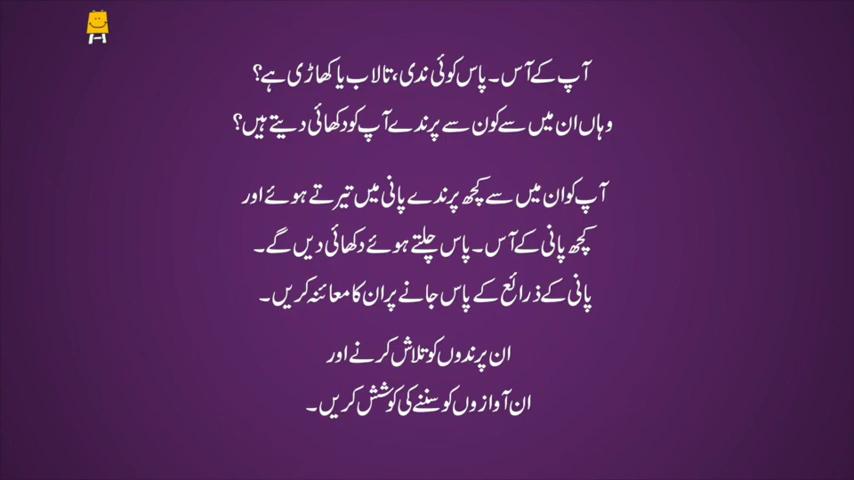 آپ کے آس۔ پاس کوئی ندی، تالاب یا کھاڑی ہے؟
وہاں ان میں سے کون سے پرندے آپ کو دکھائی دیتے ہیں؟
آپ کو ان میں سے کچھ پرندے پانی میں تیرتے ہوئے اور
کچھ پانی کے آس۔ پاس چلتے ہوئے دکھائی دیں گے۔
پانی کے ذرائع کے پاس جانے پر ان کا معائنہ کریں۔
ان پرندوں کو تلاش کرنے اور
ان آوازوں کو سننے کی کوشش کریں۔